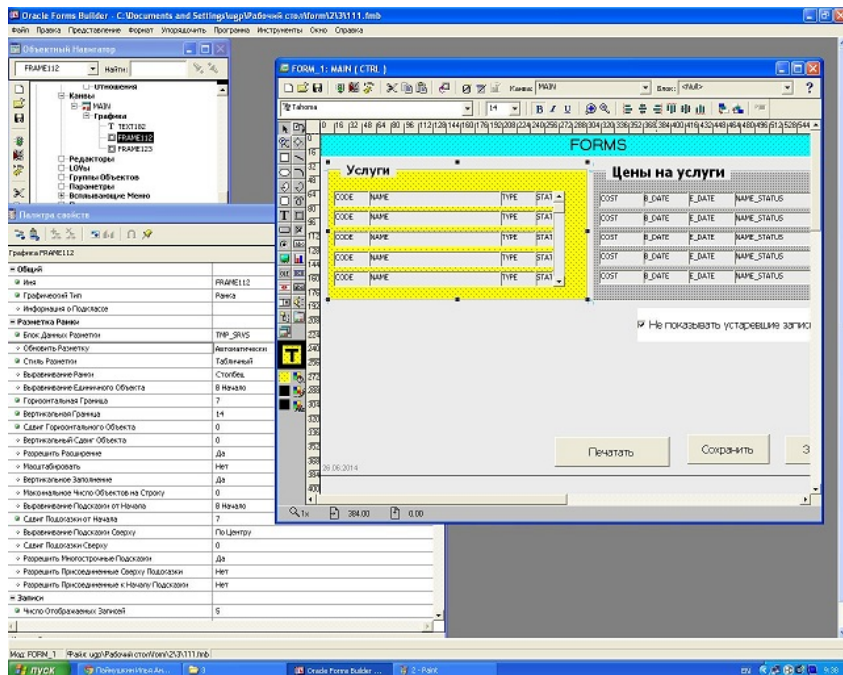 Oracle Forms Builder - C:\Documents and Settings\ugp\Рабочий стол\form\2\3\111.fmb
Файл Правка Представление Формат Упорядочить Программа Инструменты Окно Справка
Объектный Навигатор
FRAME112 Найти:
Отношения
Канвы
MAIN
Графика
TEXT182
FRAME112
FRAME123
Редакторы
LOVы
Группы Объектов
Параметры
Всплывающие Меню
Палитра свойств
Графика FRAME112
Общий
Имя FRAME112
Графический Тип Рамка
Информация о Подклассе
Разметка Рамки
Блок Данных Разметки TMP_SRVS
Обновить Разметку Автоматически
Стиль Разметки Табличный
Выравнивание Рамки Столбец
Выравнивание Единичного Объекта В Начало
Горизонтальная Граница 7
Вертикальная Граница 14
Сдвиг Горизонтального Объекта 0
Вертикальный Сдвиг Объекта 0
Разрешить Расширение Да
Масштабировать Нет
Вертикальное Заполнение Да
Максимальное Число Объектов на Строку 0
Выравнивание Подсказки от Начала В Начало
Сдвиг Подсказки от Начала 7
Выравнивание Подсказки Сверху По Центру
Сдвиг Подсказки Сверху 0
Разрешить Многострочные Подсказки Да
Разрешить Присоединенные Сверху Подсказки Нет
Разрешить Присоединенные к Началу Подсказки Нет
Записи
Число Отображаемых Записей 5
FORM_1: MAIN ( CTRL )
Канва: MAIN Блок: <Null>
Tahoma 14 B I U
FORMS
Услуги Цены на услуги
CODE NAME TYPE STAT COST B_DATE E_DATE NAME_STATUS
CODE NAME TYPE STAT COST B_DATE E_DATE NAME_STATUS
CODE NAME TYPE STAT COST B_DATE E_DATE NAME_STATUS
CODE NAME TYPE STAT COST B_DATE E_DATE NAME_STATUS
CODE NAME TYPE STAT COST B_DATE E_DATE NAME_STATUS
Не показывать устаревшие запис
Печатать Сохранить З
26.06.2014
1x 384.00 0.00
Мод: FORM_1 Файл: ugp\Рабочий стол\form\2\3\111.fmb
пуск 3 Oracle Forms Builder ... 2 - Paint EN 9:38